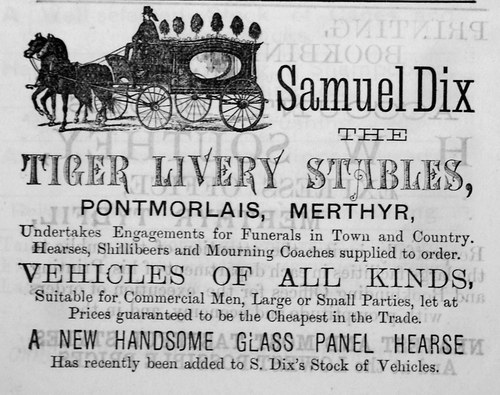 Samuel Dix
THE
TIGER LIVERY STABLES,
PONTMORLAIS, MERTHYR,
Undertakes Engagements for Funerals in Town and Country.
Hearses, Shillibeers and Mourning Coaches supplied to order.
VEHICLES OF ALL KINDS,
Suitable for Commercial Men, Large or Small Parties, let at
Prices guaranteed to be the Cheapest in the Trade.
A NEW HANDSOME GLASS PANEL HEARSE
Has recently been added to S. Dix's Stock of Vehicles.